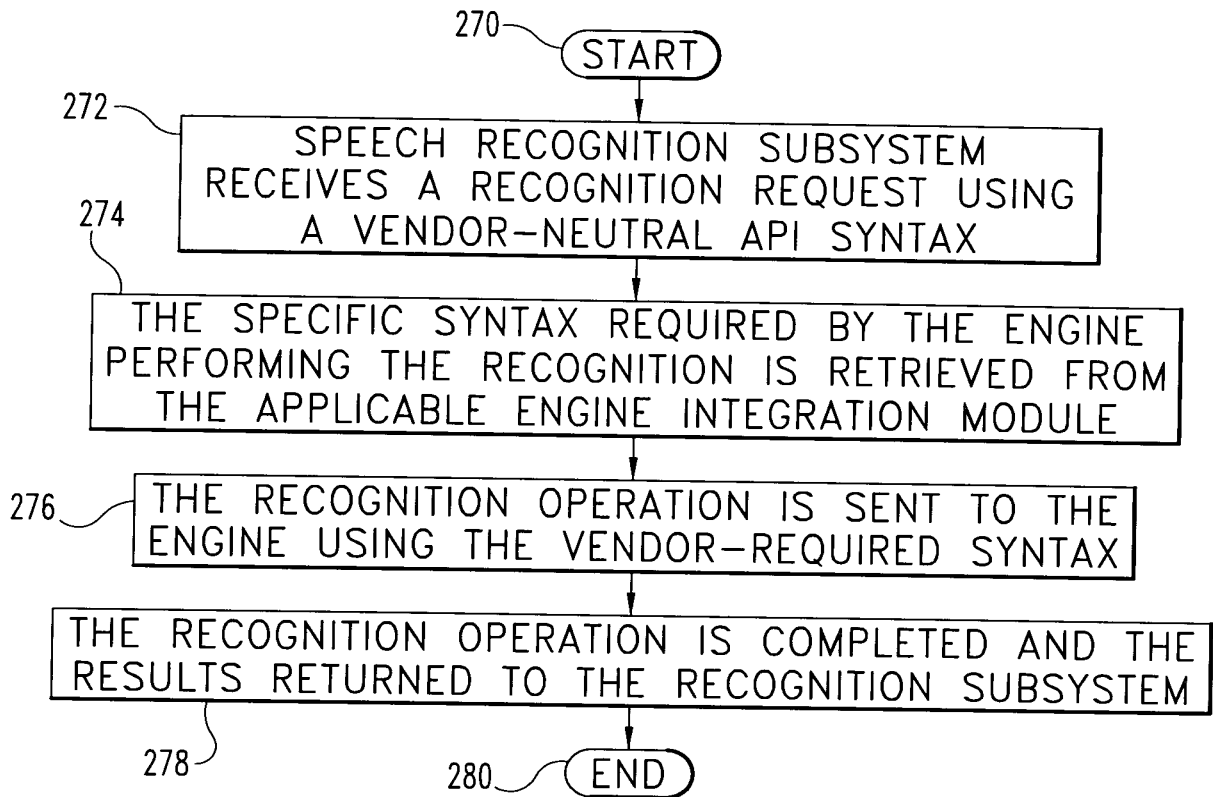 270
START
272
SPEECH RECOGNITION SUBSYSTEM
RECEIVES A RECOGNITION REQUEST USING
A VENDOR-NEUTRAL API SYNTAX
274
THE SPECIFIC SYNTAX REQUIRED BY THE ENGINE
PERFORMING THE RECOGNITION IS RETRIEVED FROM
THE APPLICABLE ENGINE INTEGRATION MODULE
276
THE RECOGNITION OPERATION IS SENT TO THE
ENGINE USING THE VENDOR-REQUIRED SYNTAX
THE RECOGNITION OPERATION IS COMPLETED AND THE
RESULTS RETURNED TO THE RECOGNITION SUBSYSTEM
278
280
END